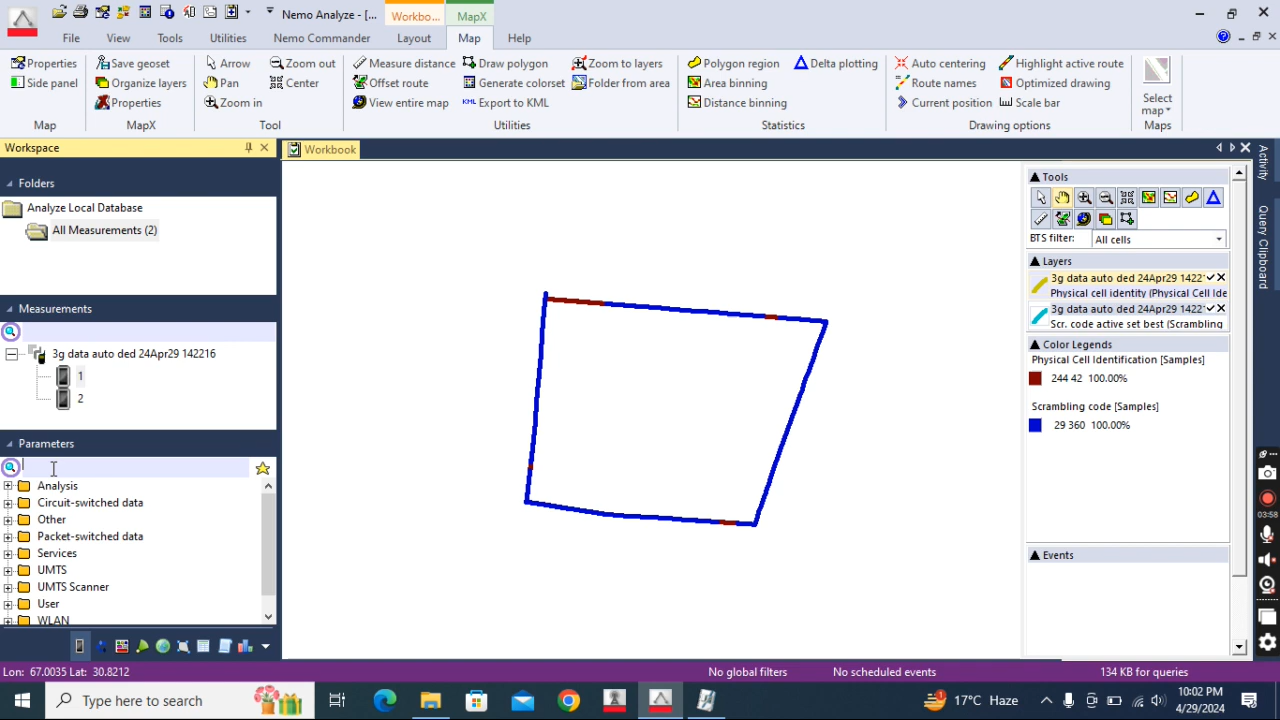 Nemo Analyze - [...
Workbo...
MapX
File
View
Tools
Utilities
Nemo Commander
Layout
Map
Help
Properties
Side panel
Map
Save geoset
Organize layers
Properties
MapX
Arrow
Pan
Zoom in
Zoom out
Center
Tool
Measure distance
Offset route
View entire map
Draw polygon
Generate colorset
KML Export to KML
Zoom to layers
Folder from area
Utilities
Polygon region
Area binning
Distance binning
Delta plotting
Statistics
Auto centering
Route names
Current position
Highlight active route
Optimized drawing
Scale bar
Drawing options
Select
map
Maps
Workspace
Folders
Analyze Local Database
All Measurements (2)
Measurements
3g data auto ded 24Apr29 142216
1
2
Parameters
Analysis
Circuit-switched data
Other
Packet-switched data
Services
UMTS
UMTS Scanner
User
WLAN
Workbook
Tools
BTS filter:
All cells
Layers
3g data auto ded 24Apr29 1422
Physical cell identity (Physical Cell Ide
3g data auto ded 24Apr29 1422
Scr. code active set best (Scrambling
Color Legends
Physical Cell Identification [Samples]
244 42 100.00%
Scrambling code [Samples]
29 360 100.00%
Events
Activity
Query Clipboard
03:58
Lon: 67.0035 Lat: 30.8212
No global filters
No scheduled events
134 KB for queries
Type here to search
17°C Haze
10:02 PM
4/29/2024